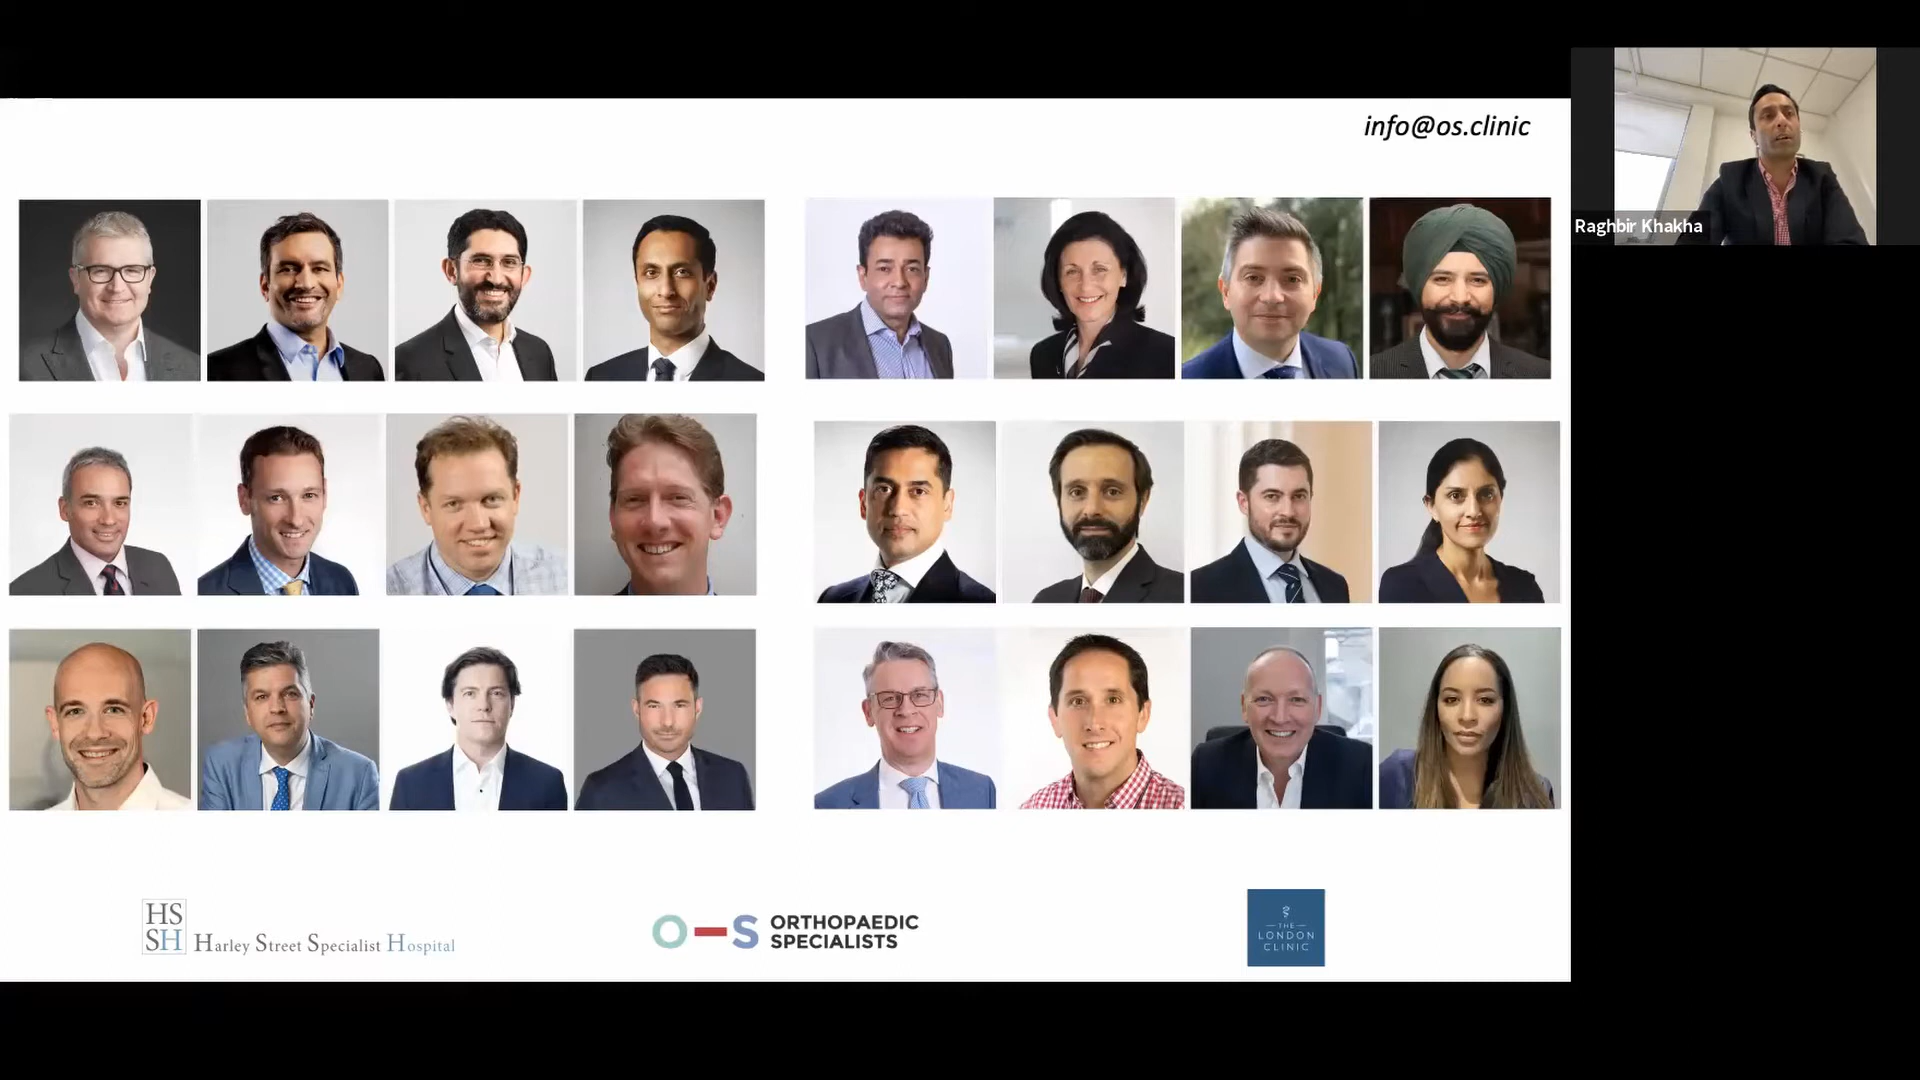 info@os.clinic
Raghbir Khakha
HS
SH
Harley Street Specialist Hospital
O-S ORTHOPAEDIC
SPECIALISTS
THE
LONDON
CLINIC